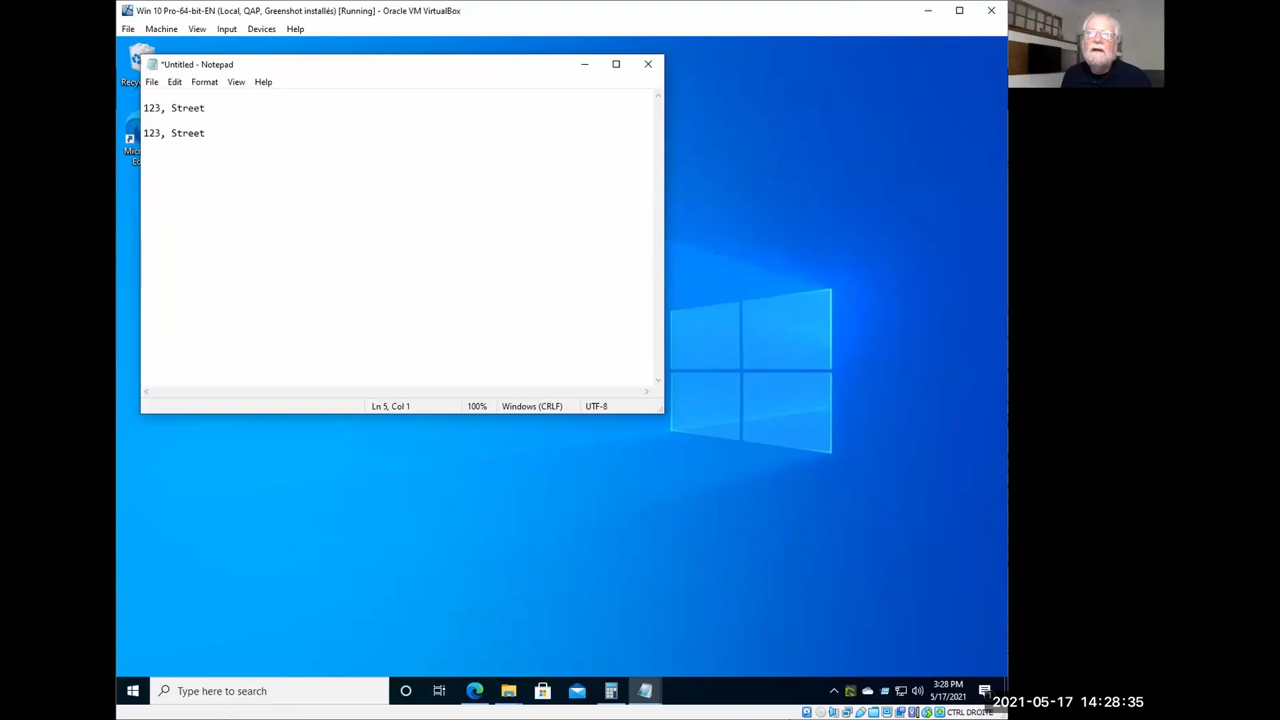 Win 10 Pro-64-bit-EN (Local, QAP, Greenshot installés) [Running] - Oracle VM VirtualBox
File Machine View Input Devices Help
*Untitled - Notepad
File Edit Format View Help
123, Street
123, Street
Ln 5, Col 1 100% Windows (CRLF) UTF-8
Type here to search
3:28 PM
5/17/2021
2021-05-17 14:28:35
CTRL DROITE